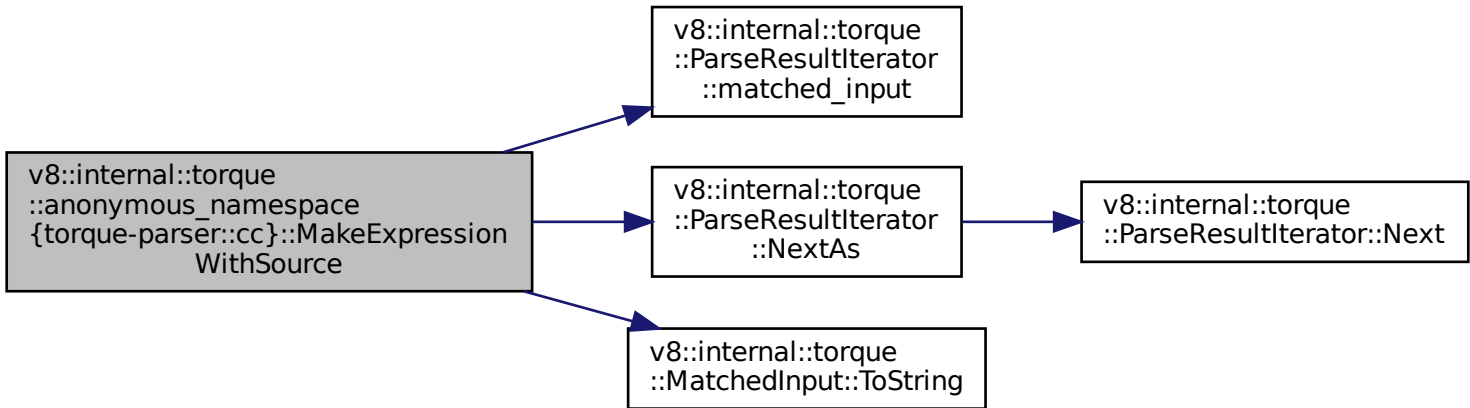 v8::internal::torque
::anonymous_namespace
{torque-parser::cc}::MakeExpression
WithSource
v8::internal::torque
::ParseResultIterator
::matched_input
v8::internal::torque
::ParseResultIterator
::NextAs
v8::internal::torque
::ParseResultIterator::Next
v8::internal::torque
::MatchedInput::ToString